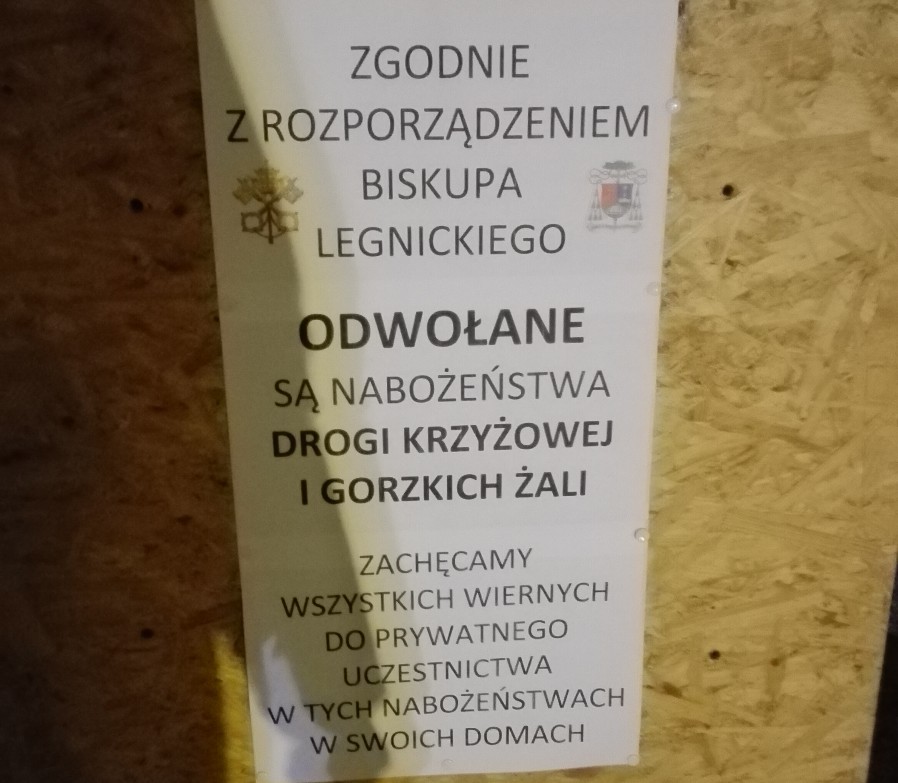 ZGODNIE
Z ROZPORZĄDZENIEM
BISKUPA
LEGNICKIEGO
ODWOŁANE
SĄ NABOŻEŃSTWA
DROGI KRZYŻOWEJ
I GORZKICH ŻALI
ZACHĘCAMY
WSZYSTKICH WIERNYCH
DO PRYWATNEGO
UCZESTNICTWA
W TYCH NABOŻEŃSTWACH
W SWOICH DOMACH